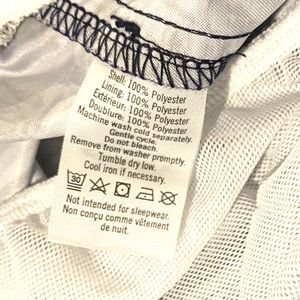 Shell: 100% Polyester
Lining: 100% Polyester
Extérieur: 100% Polyester
Doublure: 100% Polyester
Machine wash cold separately.
Gentle cycle.
Do not bleach.
Remove from washer promptly.
Tumble dry low.
Cool iron if necessary.
30
Not intended for sleepwear.
Non conçu comme vêtement
de nuit.